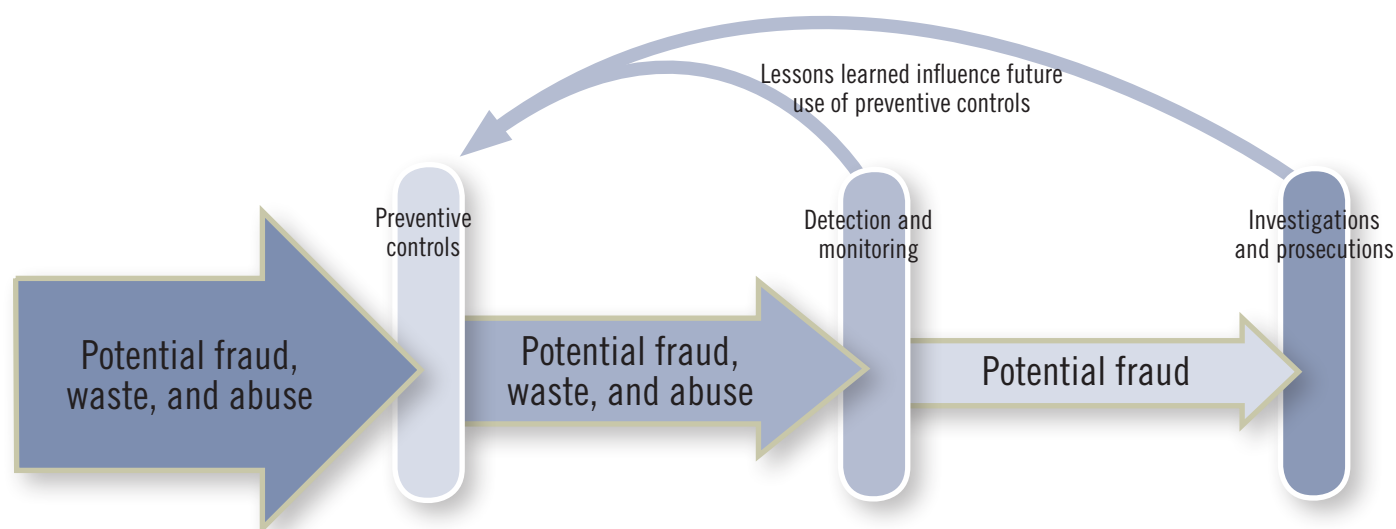 Lessons learned influence future
use of preventive controls
Preventive
controls
Detection and
monitoring
Investigations
and prosecutions
Potential fraud,
waste, and abuse
Potential fraud,
waste, and abuse
Potential fraud